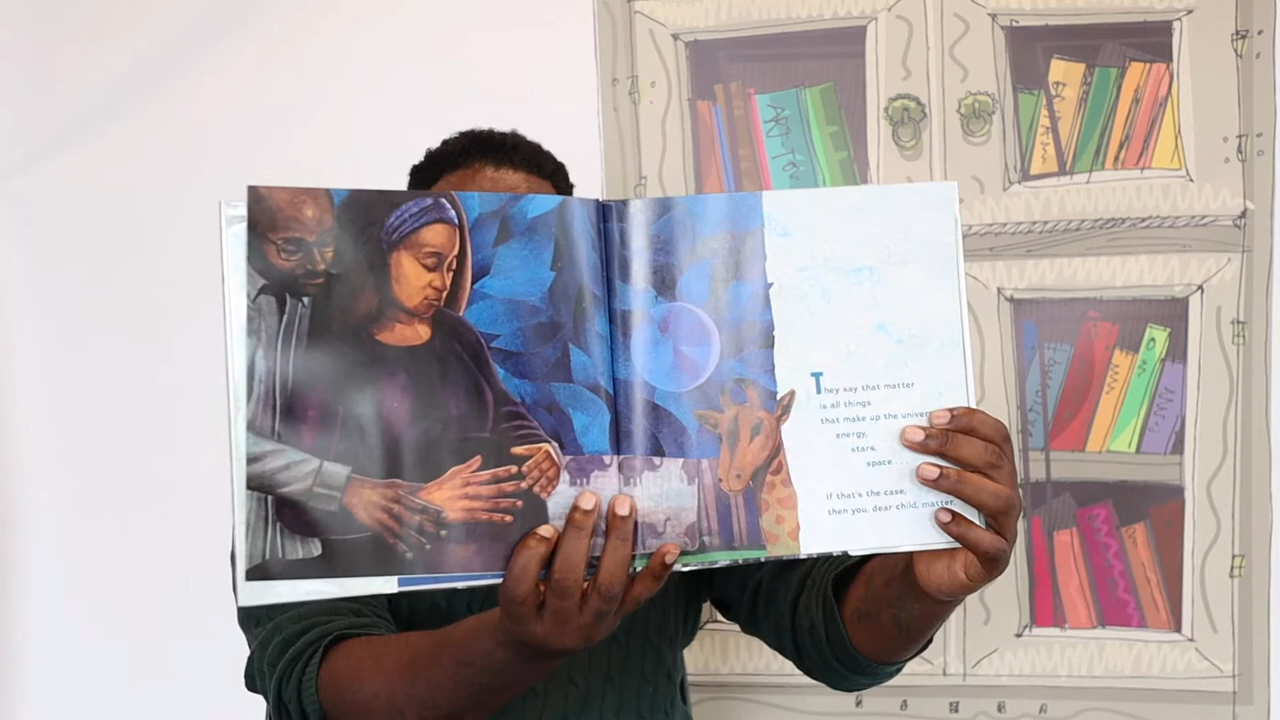 They say that matter
is all things
that make up the univer
energy,
stars,
space . . .
If that's the case,
then you, dear child, matter.